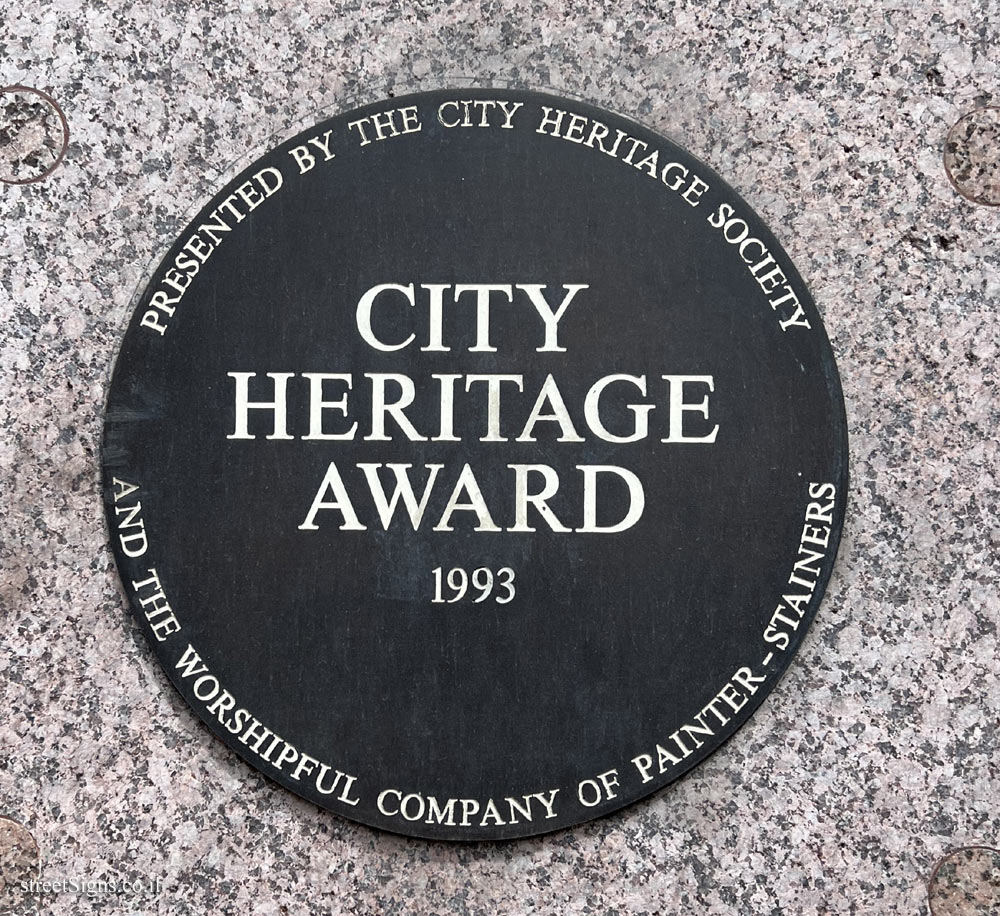 PRESENTED BY THE CITY HERITAGE SOCIETY
CITY
HERITAGE
AWARD
1993
AND THE WORSHIPFUL COMPANY OF PAINTER-STAINERS
streetSigns.co.il